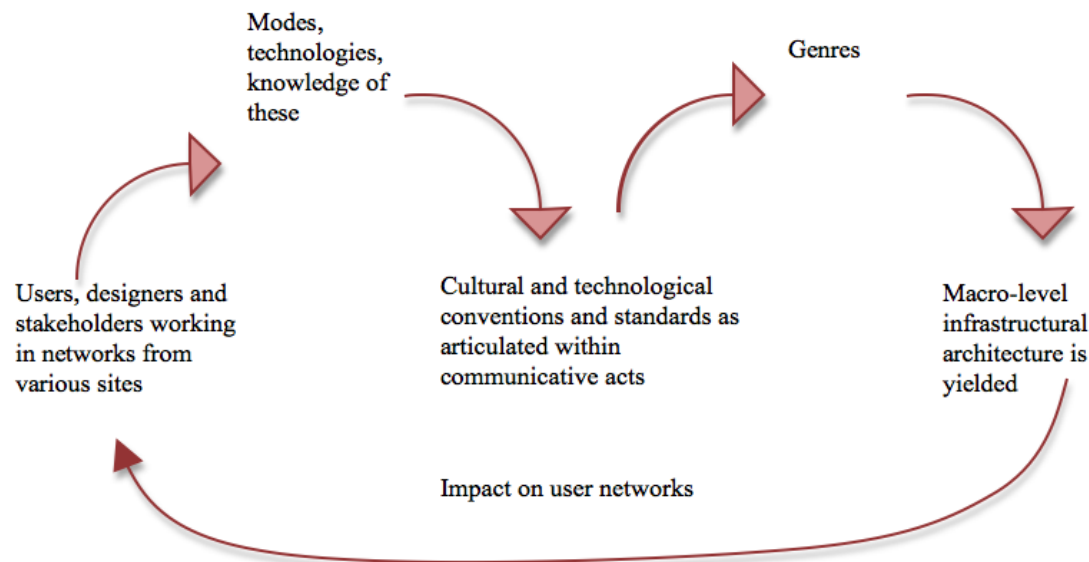 Modes,
technologies,
knowledge of
these
Genres
Users, designers and
stakeholders working
in networks from
various sites
Cultural and technological
conventions and standards as
articulated within
communicative acts
Macro-level
infrastructural
architecture is
yielded
Impact on user networks